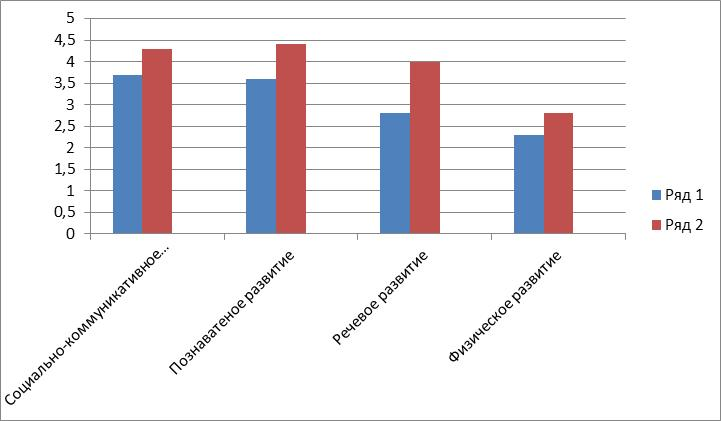 5
4,5
4
3,5
3
2,5
2
1,5
1
0,5
0
Социально-коммуникативное...
Познаватеное развитие
Речевое развитие
Физическое развитие
Ряд 1
Ряд 2